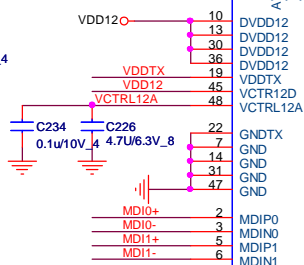 A
VDD12 10 DVDD12
13 DVDD12
30 DVDD12
36 DVDD12
VDDTX 19 VDDTX
VDD12 45 VCTR12D
VCTRL12A 48 VCTRL12A
4
C234 C226
0.1u/10V_4 4.7U/6.3V_8
22 GNDTX
7 GND
14 GND
31 GND
47 GND
MDI0+ 2 MDIP0
MDI0- 3 MDIN0
MDI1+ 5 MDIP1
MDI1- 6 MDIN1